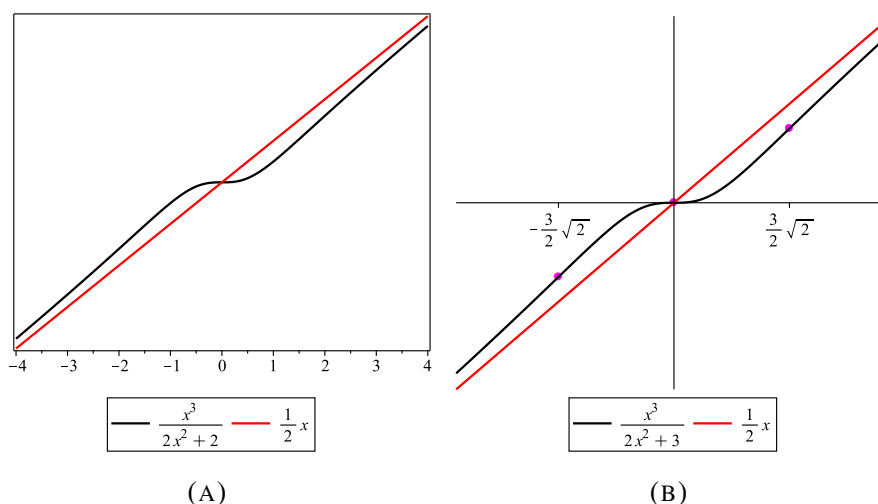 -4 -3 -2 -1 0 1 2 3 4
x^3/(2x^2 + 2) 1/2 x
(A)
-3/2 √2 3/2 √2
x^3/(2x^2 + 3) 1/2 x
(B)